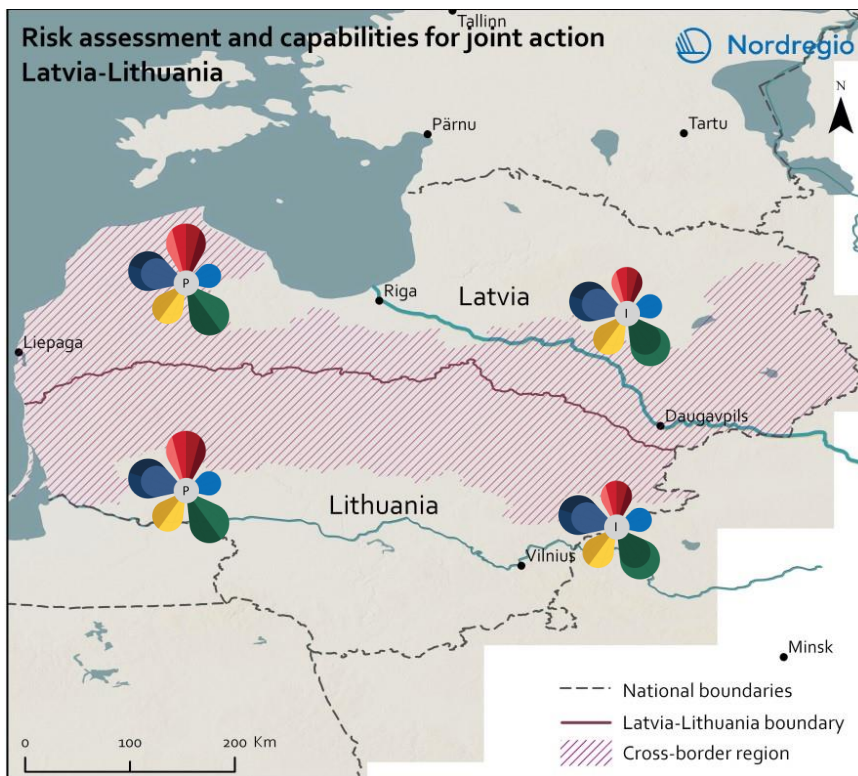 Tallinn
Risk assessment and capabilities for joint action
Latvia-Lithuania
Nordregio
N
Pärnu
Tartu
P
I
Riga
Latvia
Liepaga
Daugavpils
P
I
Lithuania
Vilnius
Minsk
National boundaries
Latvia-Lithuania boundary
Cross-border region
0 100 200 Km